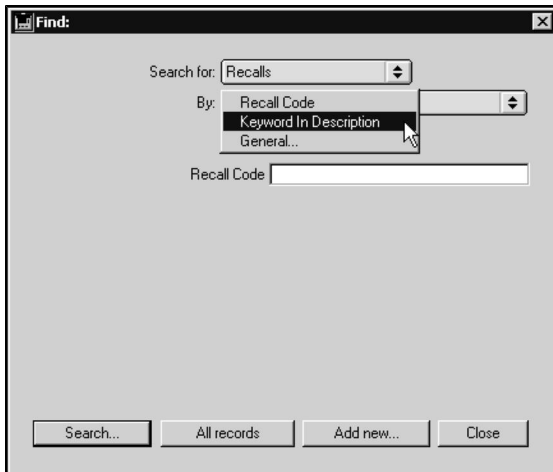 Find:
Search for: Recalls
By: Recall Code
Keyword In Description
General...
Recall Code
Search... All records Add new... Close